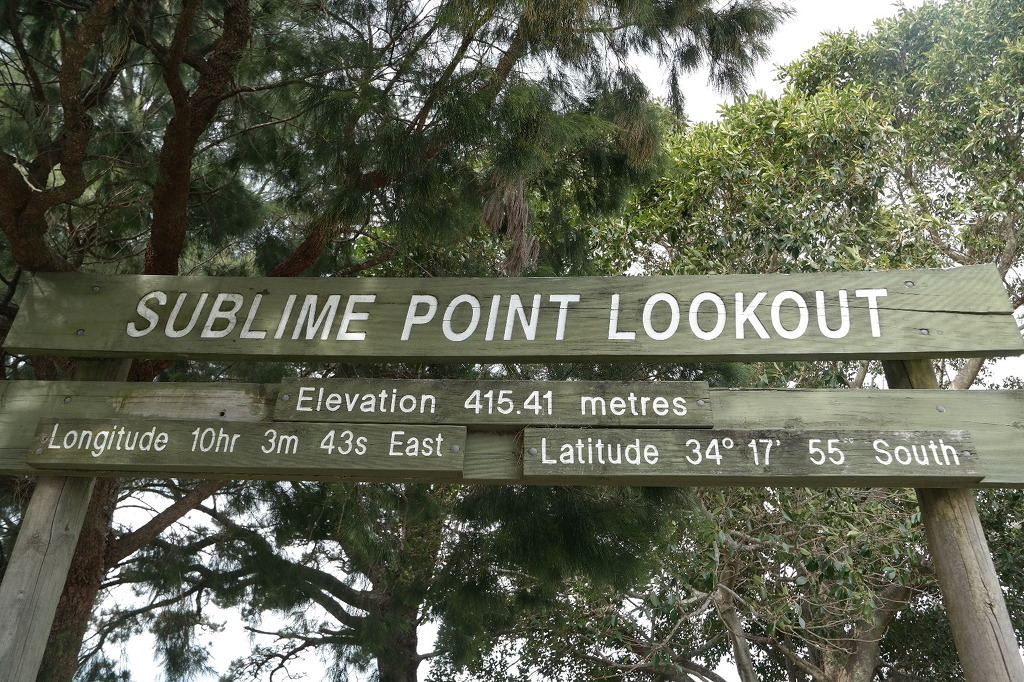 SUBLIME POINT LOOKOUT
Elevation 415.41 metres
Longitude 10hr 3m 43s East
Latitude 34° 17' 55" South